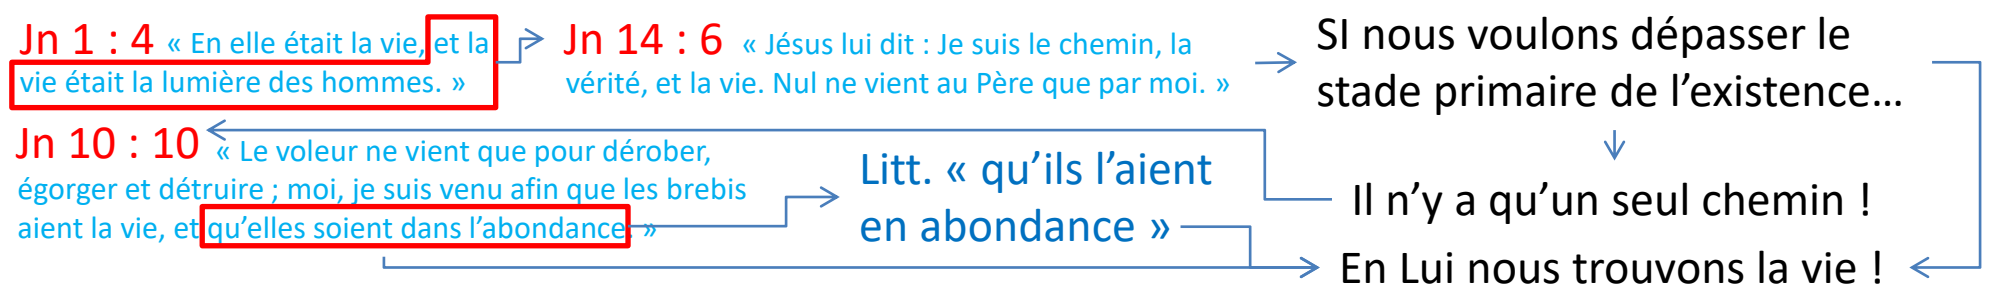 Jn 1 : 4 « En elle était la vie, et la
vie était la lumière des hommes. »
Jn 14 : 6 « Jésus lui dit : Je suis le chemin, la
vérité, et la vie. Nul ne vient au Père que par moi. »
SI nous voulons dépasser le
stade primaire de l’existence…
Jn 10 : 10 « Le voleur ne vient que pour dérober,
égorger et détruire ; moi, je suis venu afin que les brebis
aient la vie, et qu’elles soient dans l’abondance. »
Litt. « qu’ils l’aient
en abondance »
Il n’y a qu’un seul chemin !
En Lui nous trouvons la vie !